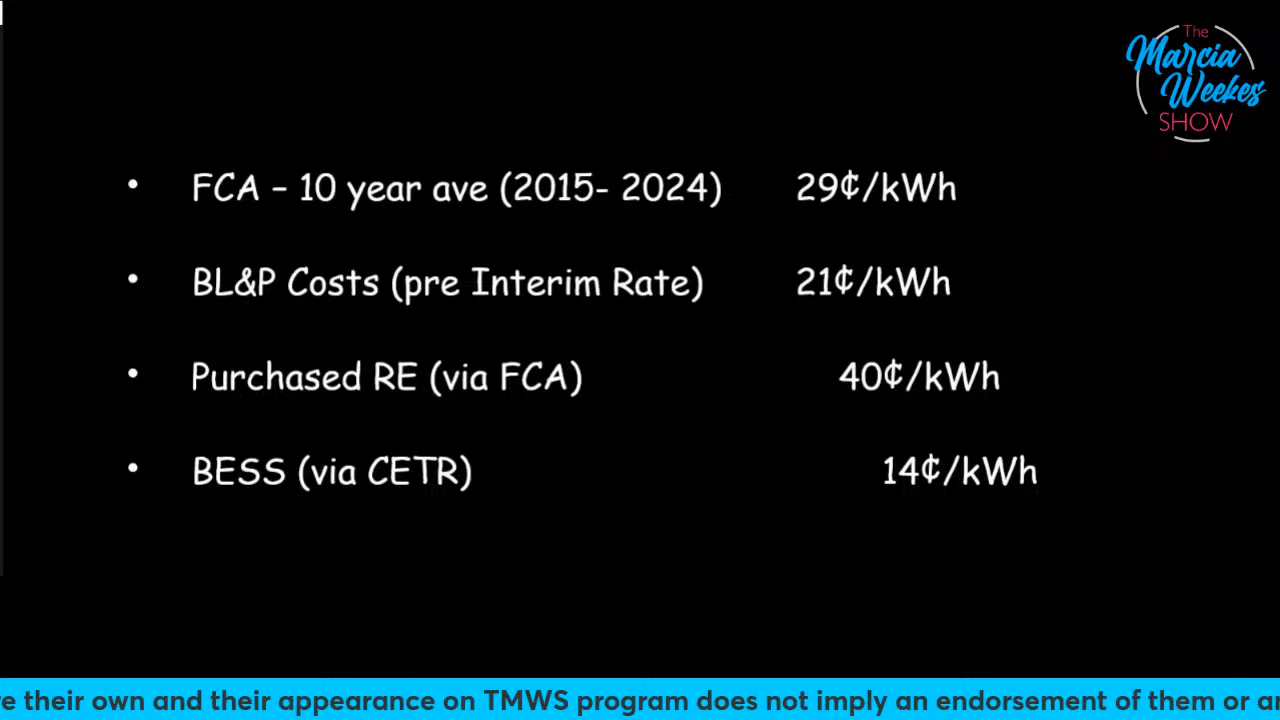 The
Marcia
Weekes
SHOW
• FCA – 10 year ave (2015- 2024) 29¢/kWh
• BL&P Costs (pre Interim Rate) 21¢/kWh
• Purchased RE (via FCA) 40¢/kWh
• BESS (via CETR) 14¢/kWh
their own and their appearance on TMWS program does not imply an endorsement of them or